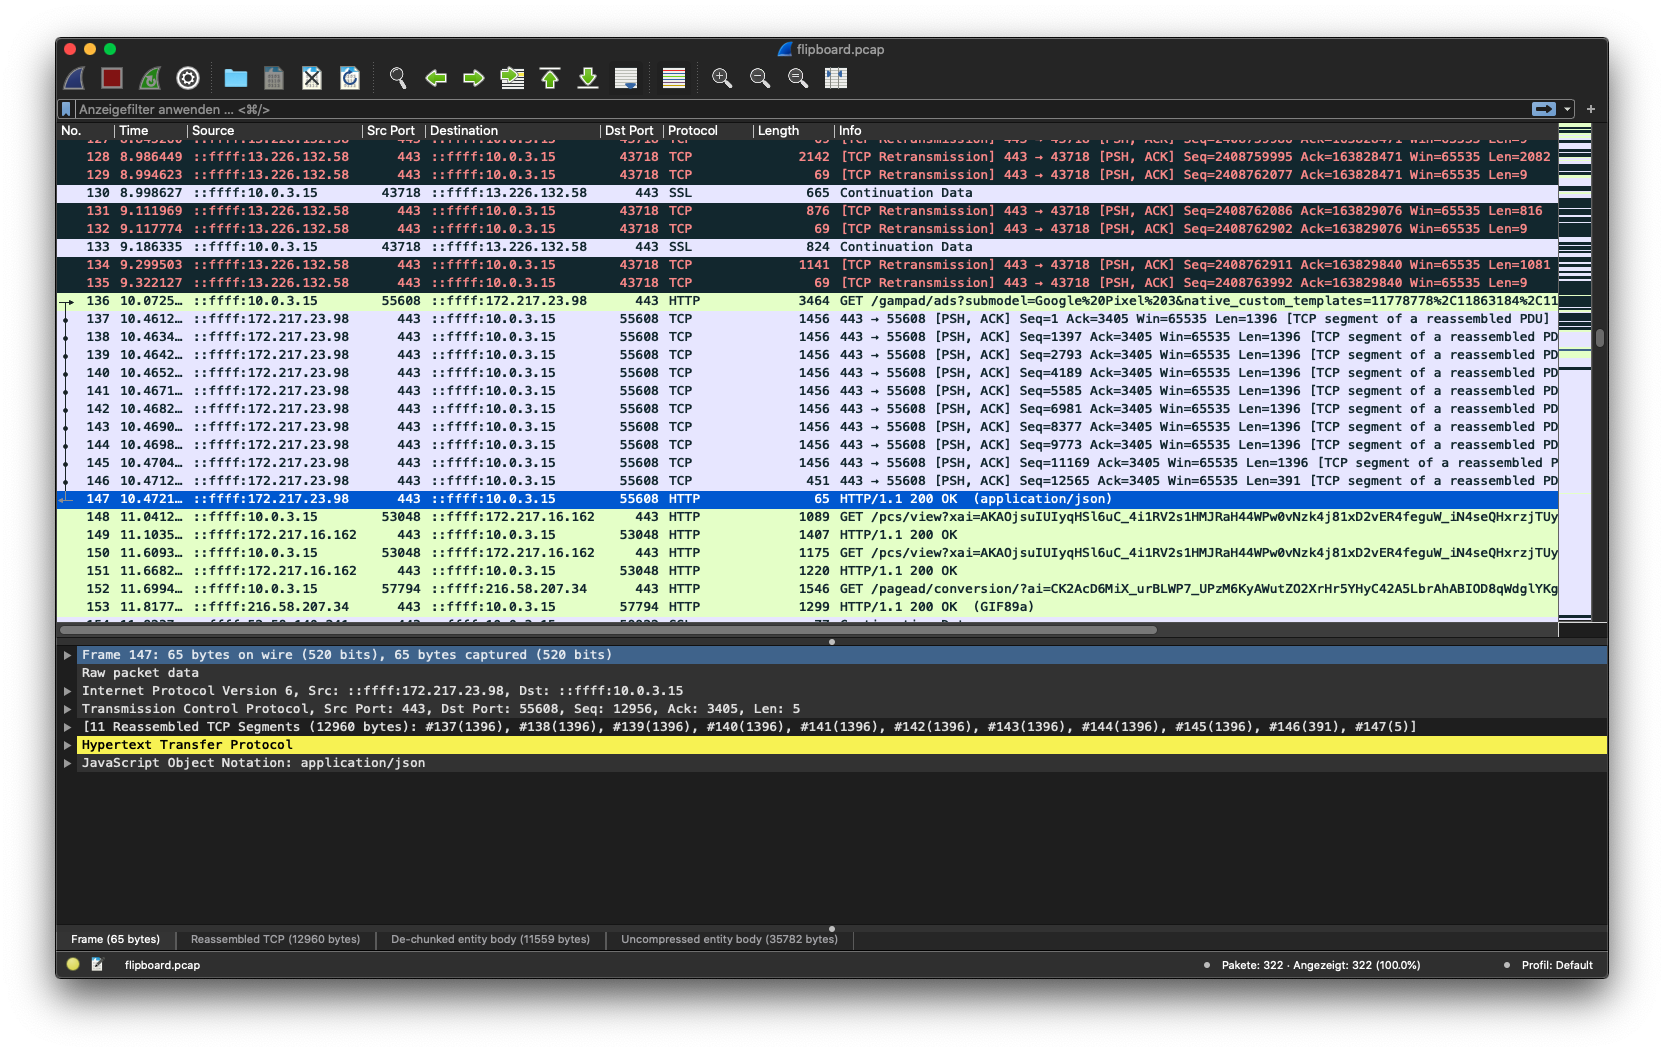 flipboard.pcap
Anzeigefilter anwenden ... <⌘/>
+
No. Time Source Src Port Destination Dst Port Protocol Length Info
128 8.986449 ::ffff:13.226.132.58 443 ::ffff:10.0.3.15 43718 TCP 2142 [TCP Retransmission] 443 → 43718 [PSH, ACK] Seq=2408759995 Ack=163828471 Win=65535 Len=2082
129 8.994623 ::ffff:13.226.132.58 443 ::ffff:10.0.3.15 43718 TCP 69 [TCP Retransmission] 443 → 43718 [PSH, ACK] Seq=2408762077 Ack=163828471 Win=65535 Len=9
130 8.998627 ::ffff:10.0.3.15 43718 ::ffff:13.226.132.58 443 SSL 665 Continuation Data
131 9.111969 ::ffff:13.226.132.58 443 ::ffff:10.0.3.15 43718 TCP 876 [TCP Retransmission] 443 → 43718 [PSH, ACK] Seq=2408762086 Ack=163829076 Win=65535 Len=816
132 9.117774 ::ffff:13.226.132.58 443 ::ffff:10.0.3.15 43718 TCP 69 [TCP Retransmission] 443 → 43718 [PSH, ACK] Seq=2408762902 Ack=163829076 Win=65535 Len=9
133 9.186335 ::ffff:10.0.3.15 43718 ::ffff:13.226.132.58 443 SSL 824 Continuation Data
134 9.299503 ::ffff:13.226.132.58 443 ::ffff:10.0.3.15 43718 TCP 1141 [TCP Retransmission] 443 → 43718 [PSH, ACK] Seq=2408762911 Ack=163829840 Win=65535 Len=1081
135 9.322127 ::ffff:13.226.132.58 443 ::ffff:10.0.3.15 43718 TCP 69 [TCP Retransmission] 443 → 43718 [PSH, ACK] Seq=2408763992 Ack=163829840 Win=65535 Len=9
136 10.0725… ::ffff:10.0.3.15 55608 ::ffff:172.217.23.98 443 HTTP 3464 GET /gampad/ads?submodel=Google%20Pixel%203&native_custom_templates=11778778%2C11863184%2C11
137 10.4612… ::ffff:172.217.23.98 443 ::ffff:10.0.3.15 55608 TCP 1456 443 → 55608 [PSH, ACK] Seq=1 Ack=3405 Win=65535 Len=1396 [TCP segment of a reassembled PDU]
138 10.4634… ::ffff:172.217.23.98 443 ::ffff:10.0.3.15 55608 TCP 1456 443 → 55608 [PSH, ACK] Seq=1397 Ack=3405 Win=65535 Len=1396 [TCP segment of a reassembled PD
139 10.4642… ::ffff:172.217.23.98 443 ::ffff:10.0.3.15 55608 TCP 1456 443 → 55608 [PSH, ACK] Seq=2793 Ack=3405 Win=65535 Len=1396 [TCP segment of a reassembled PD
140 10.4652… ::ffff:172.217.23.98 443 ::ffff:10.0.3.15 55608 TCP 1456 443 → 55608 [PSH, ACK] Seq=4189 Ack=3405 Win=65535 Len=1396 [TCP segment of a reassembled PD
141 10.4671… ::ffff:172.217.23.98 443 ::ffff:10.0.3.15 55608 TCP 1456 443 → 55608 [PSH, ACK] Seq=5585 Ack=3405 Win=65535 Len=1396 [TCP segment of a reassembled PD
142 10.4682… ::ffff:172.217.23.98 443 ::ffff:10.0.3.15 55608 TCP 1456 443 → 55608 [PSH, ACK] Seq=6981 Ack=3405 Win=65535 Len=1396 [TCP segment of a reassembled PD
143 10.4690… ::ffff:172.217.23.98 443 ::ffff:10.0.3.15 55608 TCP 1456 443 → 55608 [PSH, ACK] Seq=8377 Ack=3405 Win=65535 Len=1396 [TCP segment of a reassembled PD
144 10.4698… ::ffff:172.217.23.98 443 ::ffff:10.0.3.15 55608 TCP 1456 443 → 55608 [PSH, ACK] Seq=9773 Ack=3405 Win=65535 Len=1396 [TCP segment of a reassembled PD
145 10.4704… ::ffff:172.217.23.98 443 ::ffff:10.0.3.15 55608 TCP 1456 443 → 55608 [PSH, ACK] Seq=11169 Ack=3405 Win=65535 Len=1396 [TCP segment of a reassembled P
146 10.4712… ::ffff:172.217.23.98 443 ::ffff:10.0.3.15 55608 TCP 451 443 → 55608 [PSH, ACK] Seq=12565 Ack=3405 Win=65535 Len=391 [TCP segment of a reassembled PD
147 10.4721… ::ffff:172.217.23.98 443 ::ffff:10.0.3.15 55608 HTTP 65 HTTP/1.1 200 OK (application/json)
148 11.0412… ::ffff:10.0.3.15 53048 ::ffff:172.217.16.162 443 HTTP 1089 GET /pcs/view?xai=AKAOjsuIUIyqHSl6uC_4i1RV2s1HMJRaH44WPw0vNzk4j81xD2vER4feguW_iN4seQHxrzjTUy
149 11.1035… ::ffff:172.217.16.162 443 ::ffff:10.0.3.15 53048 HTTP 1407 HTTP/1.1 200 OK
150 11.6093… ::ffff:10.0.3.15 53048 ::ffff:172.217.16.162 443 HTTP 1175 GET /pcs/view?xai=AKAOjsuIUIyqHSl6uC_4i1RV2s1HMJRaH44WPw0vNzk4j81xD2vER4feguW_iN4seQHxrzjTUy
151 11.6682… ::ffff:172.217.16.162 443 ::ffff:10.0.3.15 53048 HTTP 1220 HTTP/1.1 200 OK
152 11.6994… ::ffff:10.0.3.15 57794 ::ffff:216.58.207.34 443 HTTP 1546 GET /pagead/conversion/?ai=CK2AcD6MiX_urBLWP7_UPzM6KyAWutZO2XrHr5YHyC42A5LbrAhABIOD8qWdglYKg
153 11.8177… ::ffff:216.58.207.34 443 ::ffff:10.0.3.15 57794 HTTP 1299 HTTP/1.1 200 OK (GIF89a)
Frame 147: 65 bytes on wire (520 bits), 65 bytes captured (520 bits)
Raw packet data
Internet Protocol Version 6, Src: ::ffff:172.217.23.98, Dst: ::ffff:10.0.3.15
Transmission Control Protocol, Src Port: 443, Dst Port: 55608, Seq: 12956, Ack: 3405, Len: 5
[11 Reassembled TCP Segments (12960 bytes): #137(1396), #138(1396), #139(1396), #140(1396), #141(1396), #142(1396), #143(1396), #144(1396), #145(1396), #146(391), #147(5)]
Hypertext Transfer Protocol
JavaScript Object Notation: application/json
Frame (65 bytes) Reassembled TCP (12960 bytes) De-chunked entity body (11559 bytes) Uncompressed entity body (35782 bytes)
flipboard.pcap Pakete: 322 · Angezeigt: 322 (100.0%) Profil: Default